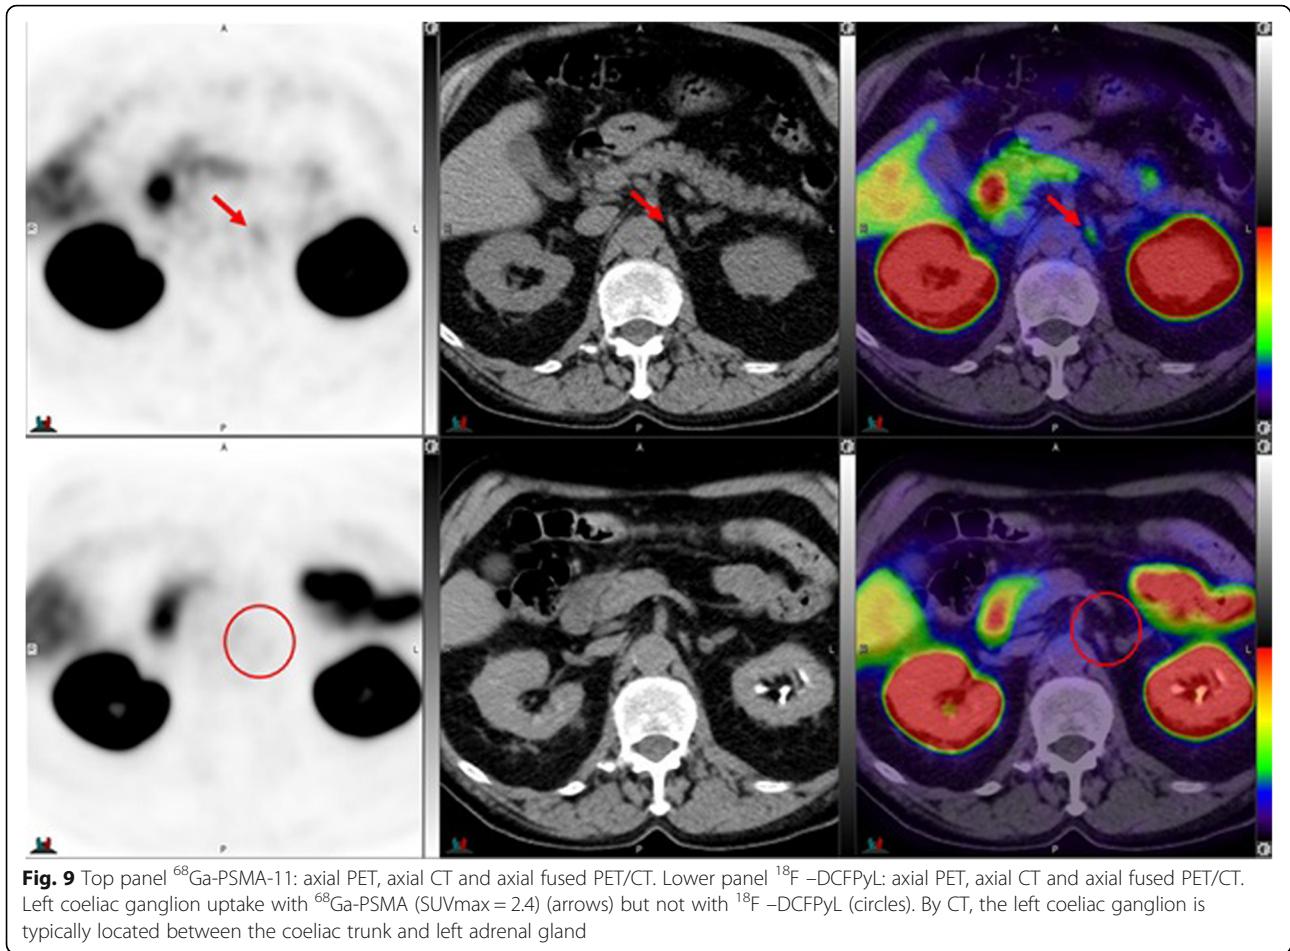 A
A
A
R
L
R
L
R
L
P
P
P
A
A
A
R
L
R
L
R
L
P
P
P
Fig. 9 Top panel ⁶⁸Ga-PSMA-11: axial PET, axial CT and axial fused PET/CT. Lower panel ¹⁸F –DCFPyL: axial PET, axial CT and axial fused PET/CT.
Left coeliac ganglion uptake with ⁶⁸Ga-PSMA (SUVmax = 2.4) (arrows) but not with ¹⁸F –DCFPyL (circles). By CT, the left coeliac ganglion is
typically located between the coeliac trunk and left adrenal gland